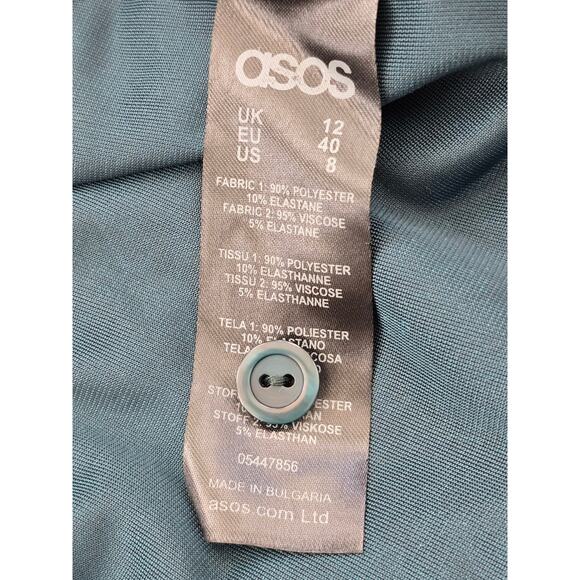 asos
UK 12
EU 40
US 8
FABRIC 1: 90% POLYESTER
10% ELASTANE
FABRIC 2: 95% VISCOSE
5% ELASTANE
TISSU 1: 90% POLYESTER
10% ELASTHANNE
TISSU 2: 95% VISCOSE
5% ELASTHANNE
TELA 1: 90% POLIESTER
10% ELASTANO
TELA
STOFF 2: 95% VISKOSE
5% ELASTHAN
05447856
MADE IN BULGARIA
asos.com Ltd